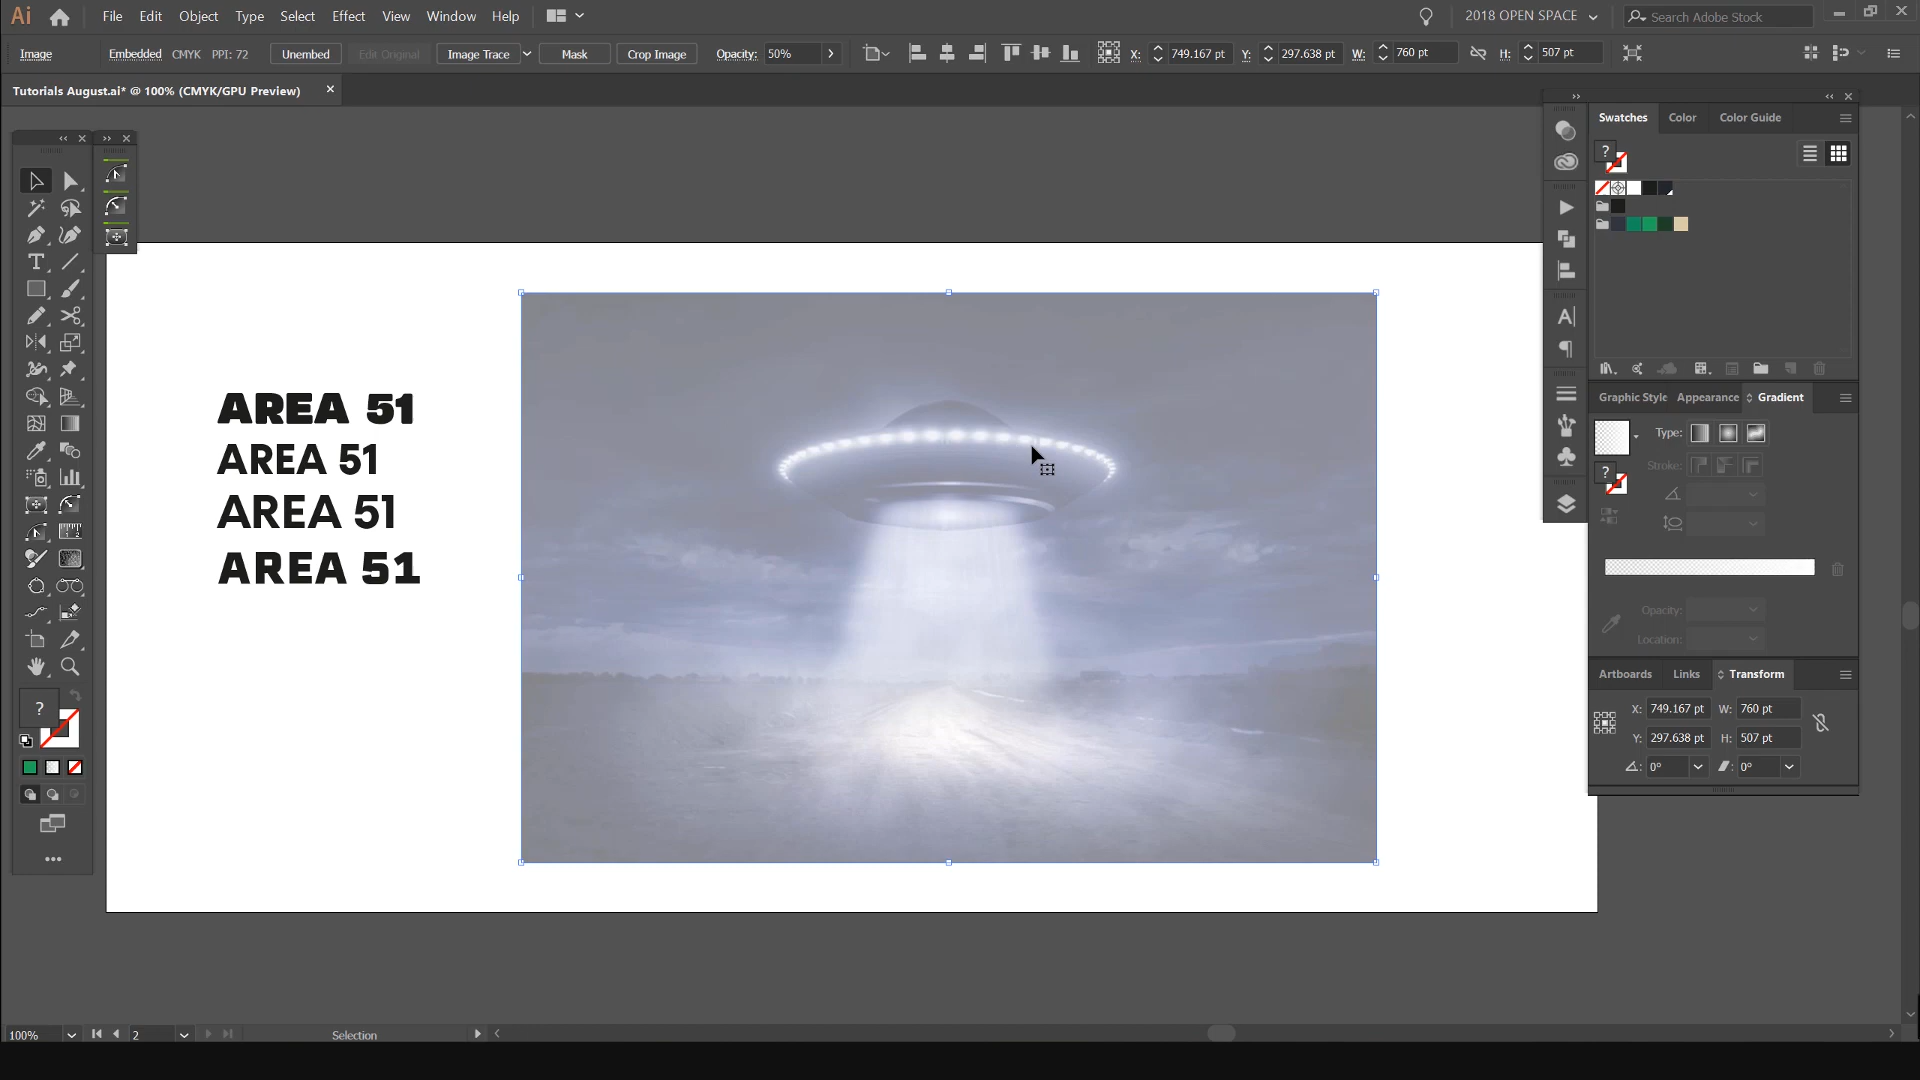 Ai File Edit Object Type Select Effect View Window Help 2018 OPEN SPACE Search Adobe Stock
Image Embedded CMYK PPI: 72 Unembed Edit Original Image Trace Mask Crop Image Opacity: 50% X: 749.167 pt Y: 297.638 pt W: 760 pt H: 507 pt
Tutorials August.ai* @ 100% (CMYK/GPU Preview)
Swatches Color Color Guide
AREA 51
AREA 51
AREA 51
AREA 51
Graphic Style Appearance Gradient
Type:
Stroke:
Opacity:
Location:
Artboards Links Transform
X: 749.167 pt W: 760 pt
Y: 297.638 pt H: 507 pt
0° 0°
100% 2 Selection